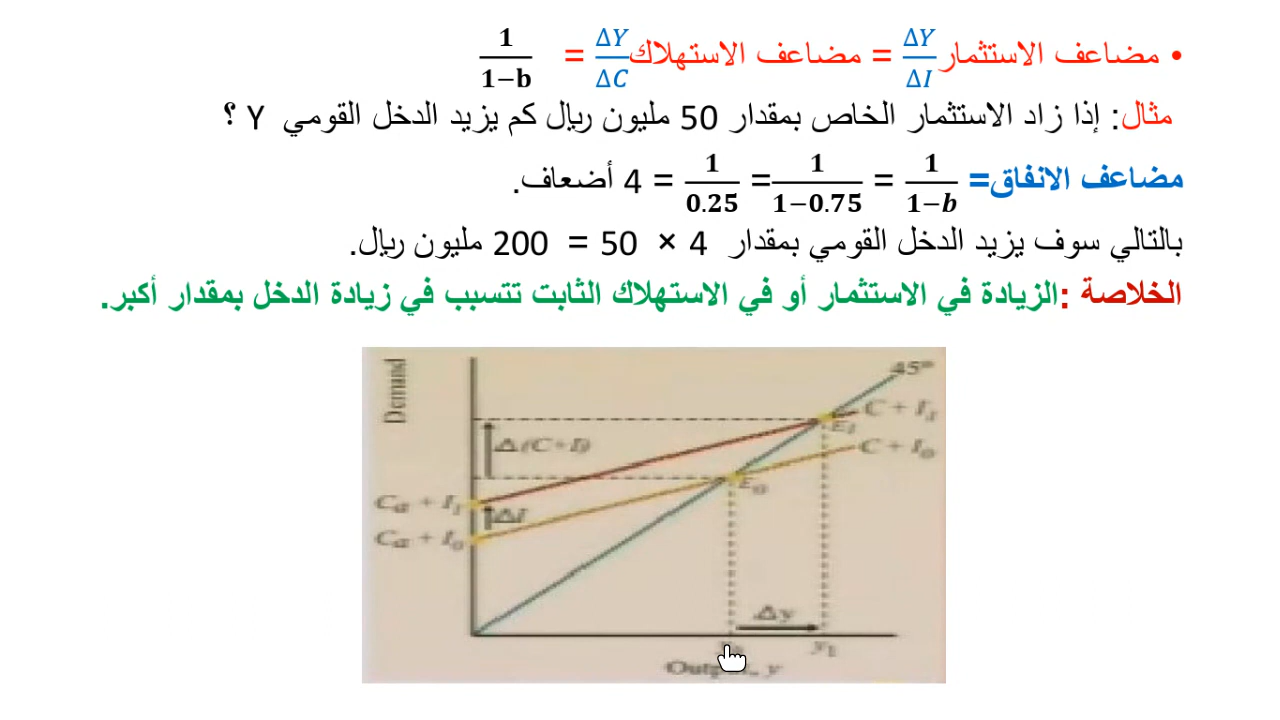 • مضاعف الاستثمار ΔY/ΔI = مضاعف الاستهلاك ΔY/ΔC = 1/(1−b)
مثال: إذا زاد الاستثمار الخاص بمقدار 50 مليون ريال كم يزيد الدخل القومي Y ؟
مضاعف الانفاق= 1/(1−b) = 1/(1−0.75) = 1/0.25 = 4 أضعاف.
بالتالي سوف يزيد الدخل القومي بمقدار 4 × 50 = 200 مليون ريال.
الخلاصة :الزيادة في الاستثمار أو في الاستهلاك الثابت تتسبب في زيادة الدخل بمقدار أكبر.
Demand
45°
C + I₁
E₁
Δ(C+I)
C + I₀
E₀
Cₐ + I₁
ΔI
Cₐ + I₀
Δy
y₁
Output, y